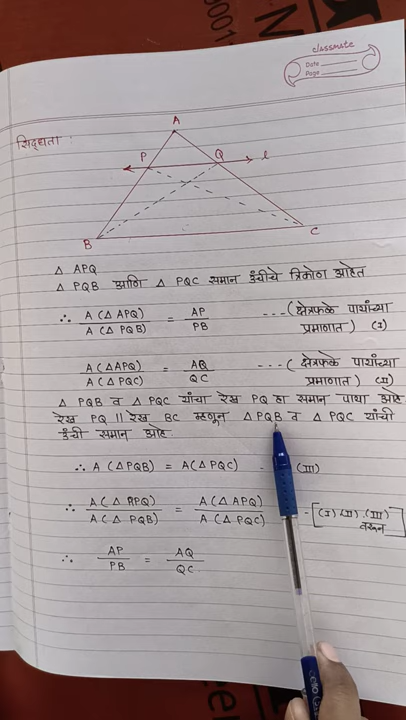 classmate
Date
Page
सिद्धता :
A
P
Q
l
B
C
Δ APQ
Δ PQB आणि Δ PQC समान उंचीचे त्रिकोण आहेत
∴ A (Δ APQ) / A (Δ PQB) = AP / PB --- (क्षेत्रफळे पायांच्या
प्रमाणात) (I)
A (ΔAPQ) / A (Δ PQC) = AQ / QC --- ( क्षेत्रफळे पायांच्या
प्रमाणात) (II)
Δ PQB व Δ PQC यांचा रेख PQ हा समान पाया आहे
रेख PQ || रेख BC म्हणून Δ PQB व Δ PQC यांची
उंची समान आहे.
∴ A (Δ PQB) = A(Δ PQC) - (III)
∴ A (Δ APQ) / A (Δ PQB) = A (Δ APQ) / A (Δ PQC) - [(I), (II), (III)
वरून]
∴ AP / PB = AQ / QC.
cello